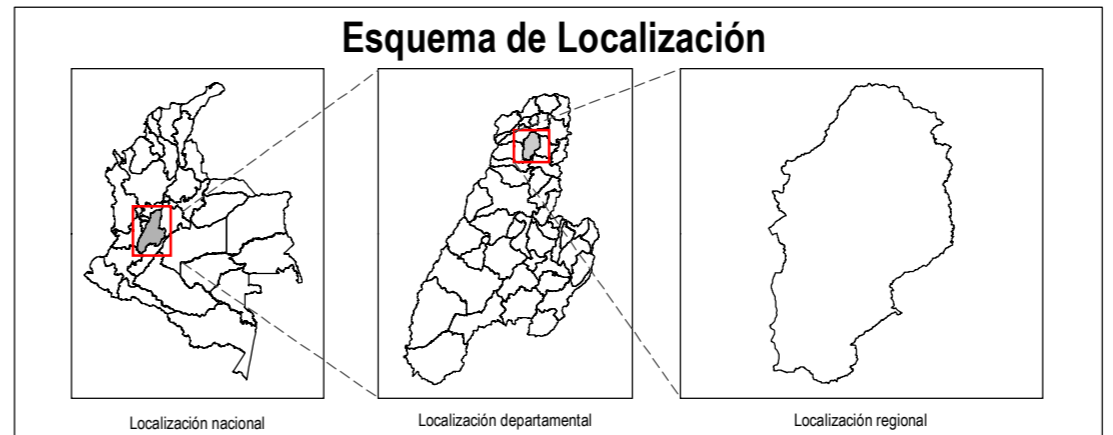 Esquema de Localización
Localización nacional
Localización departamental
Localización regional